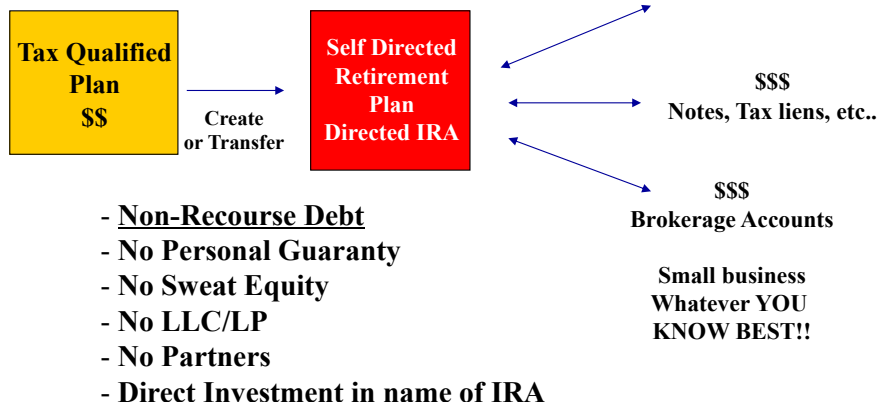 Tax Qualified
Plan
$$
Create
or Transfer
Self Directed
Retirement
Plan
Directed IRA
$$$
Notes, Tax liens, etc..
$$$
Brokerage Accounts
Small business
Whatever YOU
KNOW BEST!!
- Non-Recourse Debt
- No Personal Guaranty
- No Sweat Equity
- No LLC/LP
- No Partners
- Direct Investment in name of IRA